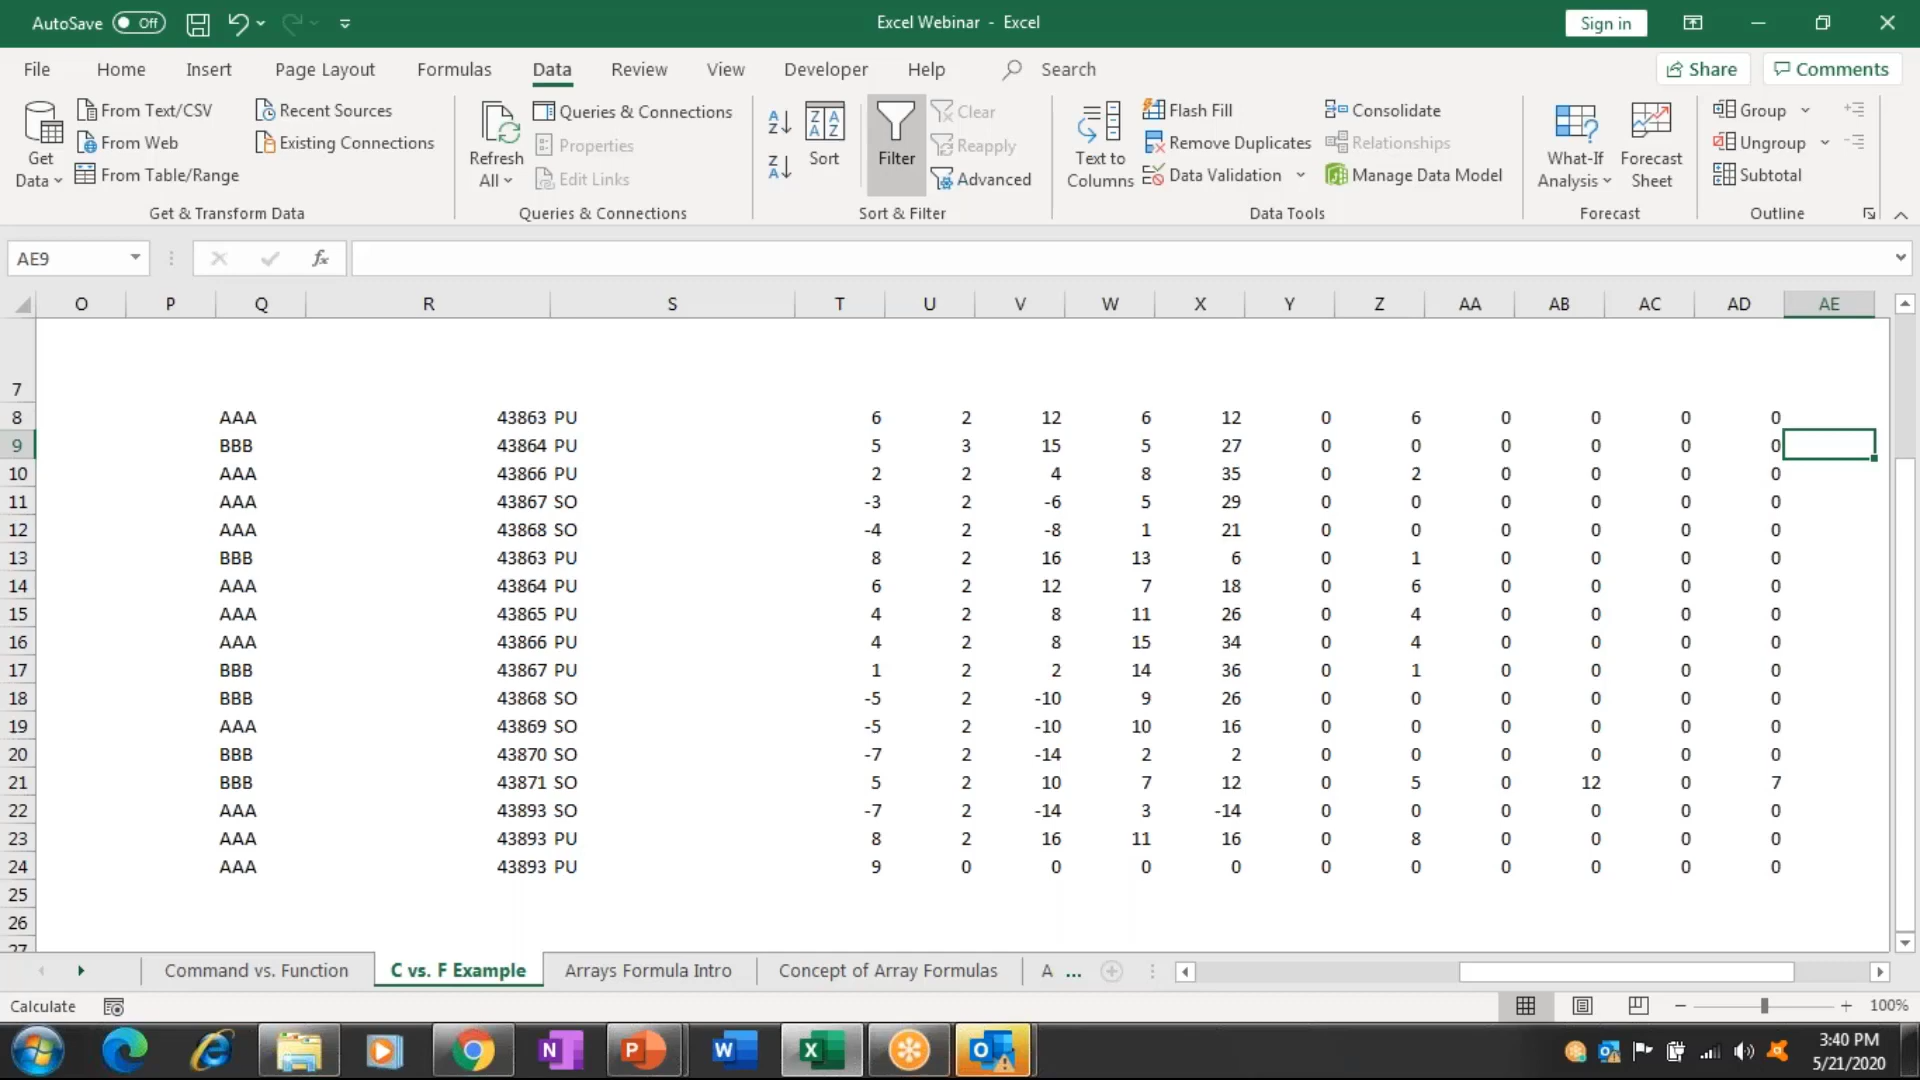 AutoSave Off Excel Webinar - Excel Sign in
File Home Insert Page Layout Formulas Data Review View Developer Help Search Share Comments
Get Data
From Text/CSV
From Web
From Table/Range
Recent Sources
Existing Connections
Get & Transform Data
Refresh All
Queries & Connections
Properties
Edit Links
Queries & Connections
Sort
Filter
Clear
Reapply
Advanced
Sort & Filter
Text to Columns
Flash Fill
Remove Duplicates
Data Validation
Consolidate
Relationships
Manage Data Model
Data Tools
What-If Analysis
Forecast Sheet
Forecast
Group
Ungroup
Subtotal
Outline
AE9 fx
O P Q R S T U V W X Y Z AA AB AC AD AE
7
8 AAA 43863 PU 6 2 12 6 12 0 6 0 0 0 0
9 BBB 43864 PU 5 3 15 5 27 0 0 0 0 0 0
10 AAA 43866 PU 2 2 4 8 35 0 2 0 0 0 0
11 AAA 43867 SO -3 2 -6 5 29 0 0 0 0 0 0
12 AAA 43868 SO -4 2 -8 1 21 0 0 0 0 0 0
13 BBB 43863 PU 8 2 16 13 6 0 1 0 0 0 0
14 AAA 43864 PU 6 2 12 7 18 0 6 0 0 0 0
15 AAA 43865 PU 4 2 8 11 26 0 4 0 0 0 0
16 AAA 43866 PU 4 2 8 15 34 0 4 0 0 0 0
17 BBB 43867 PU 1 2 2 14 36 0 1 0 0 0 0
18 BBB 43868 SO -5 2 -10 9 26 0 0 0 0 0 0
19 AAA 43869 SO -5 2 -10 10 16 0 0 0 0 0 0
20 BBB 43870 SO -7 2 -14 2 2 0 0 0 0 0 0
21 BBB 43871 SO 5 2 10 7 12 0 5 0 12 0 7
22 AAA 43893 SO -7 2 -14 3 -14 0 0 0 0 0 0
23 AAA 43893 PU 8 2 16 11 16 0 8 0 0 0 0
24 AAA 43893 PU 9 0 0 0 0 0 0 0 0 0 0
25
26
27
Command vs. Function C vs. F Example Arrays Formula Intro Concept of Array Formulas A ...
Calculate 100%
3:40 PM
5/21/2020